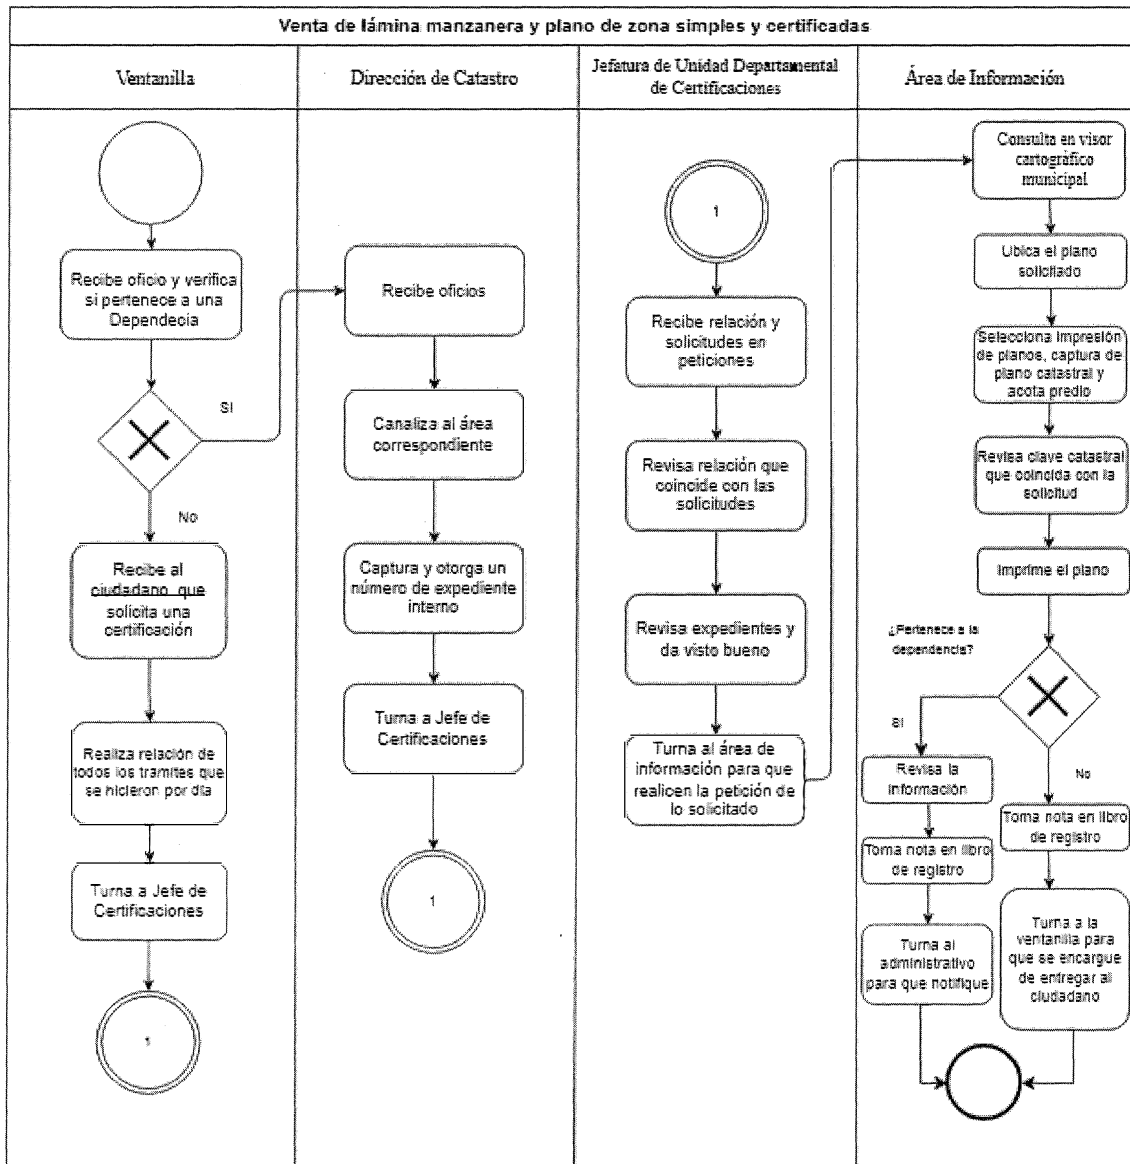 Venta de lámina manzanera y plano de zona simples y certificadas
Ventanilla
Dirección de Catastro
Jefatura de Unidad Departamental
de Certificaciones
Área de Información
Recibe oficio y verifica
si pertenece a una
Dependecia
SI
No
Recibe al
ciudadano que
solicita una
certificación
Realiza relación de
todos los tramites que
se hicieron por día
Turna a Jefe de
Certificaciones
1
Recibe oficios
Canaliza al área
correspondiente
Captura y otorga un
número de expediente
interno
Turna a Jefe de
Certificaciones
1
1
Recibe relación y
solicitudes en
peticiones
Revisa relación que
coincide con las
solicitudes
Revisa expedientes y
da visto bueno
Turna al área de
información para que
realicen la petición de
lo solicitado
Consulta en visor
cartográfico
municipal
Ubica el plano
solicitado
Selecciona impresión
de planos, captura de
plano catastral y
acota predio
Revisa clave catastral
que coincida con la
solicitud
Imprime el plano
¿Pertenece a la
dependencia?
SI
No
Revisa la
información
Toma nota en libro
de registro
Turna al
administrativo
para que notifique
Toma nota en libro
de registro
Turna a la
ventanilla para
que se encargue
de entregar al
ciudadano